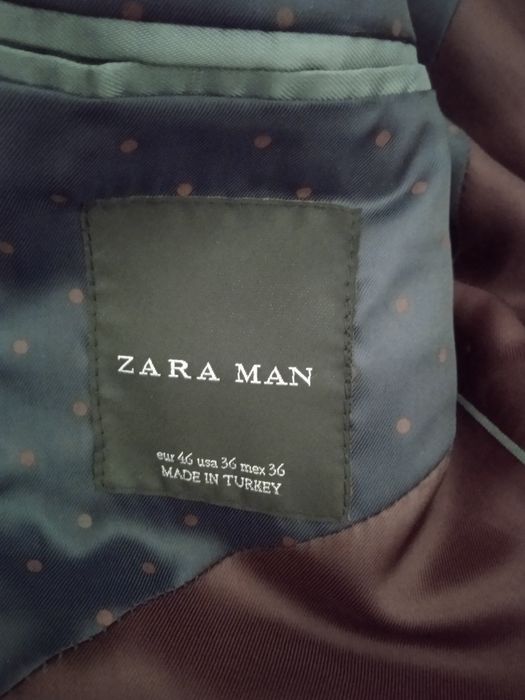 ZARA MAN
eur 46 usa 36 mex 36
MADE IN TURKEY